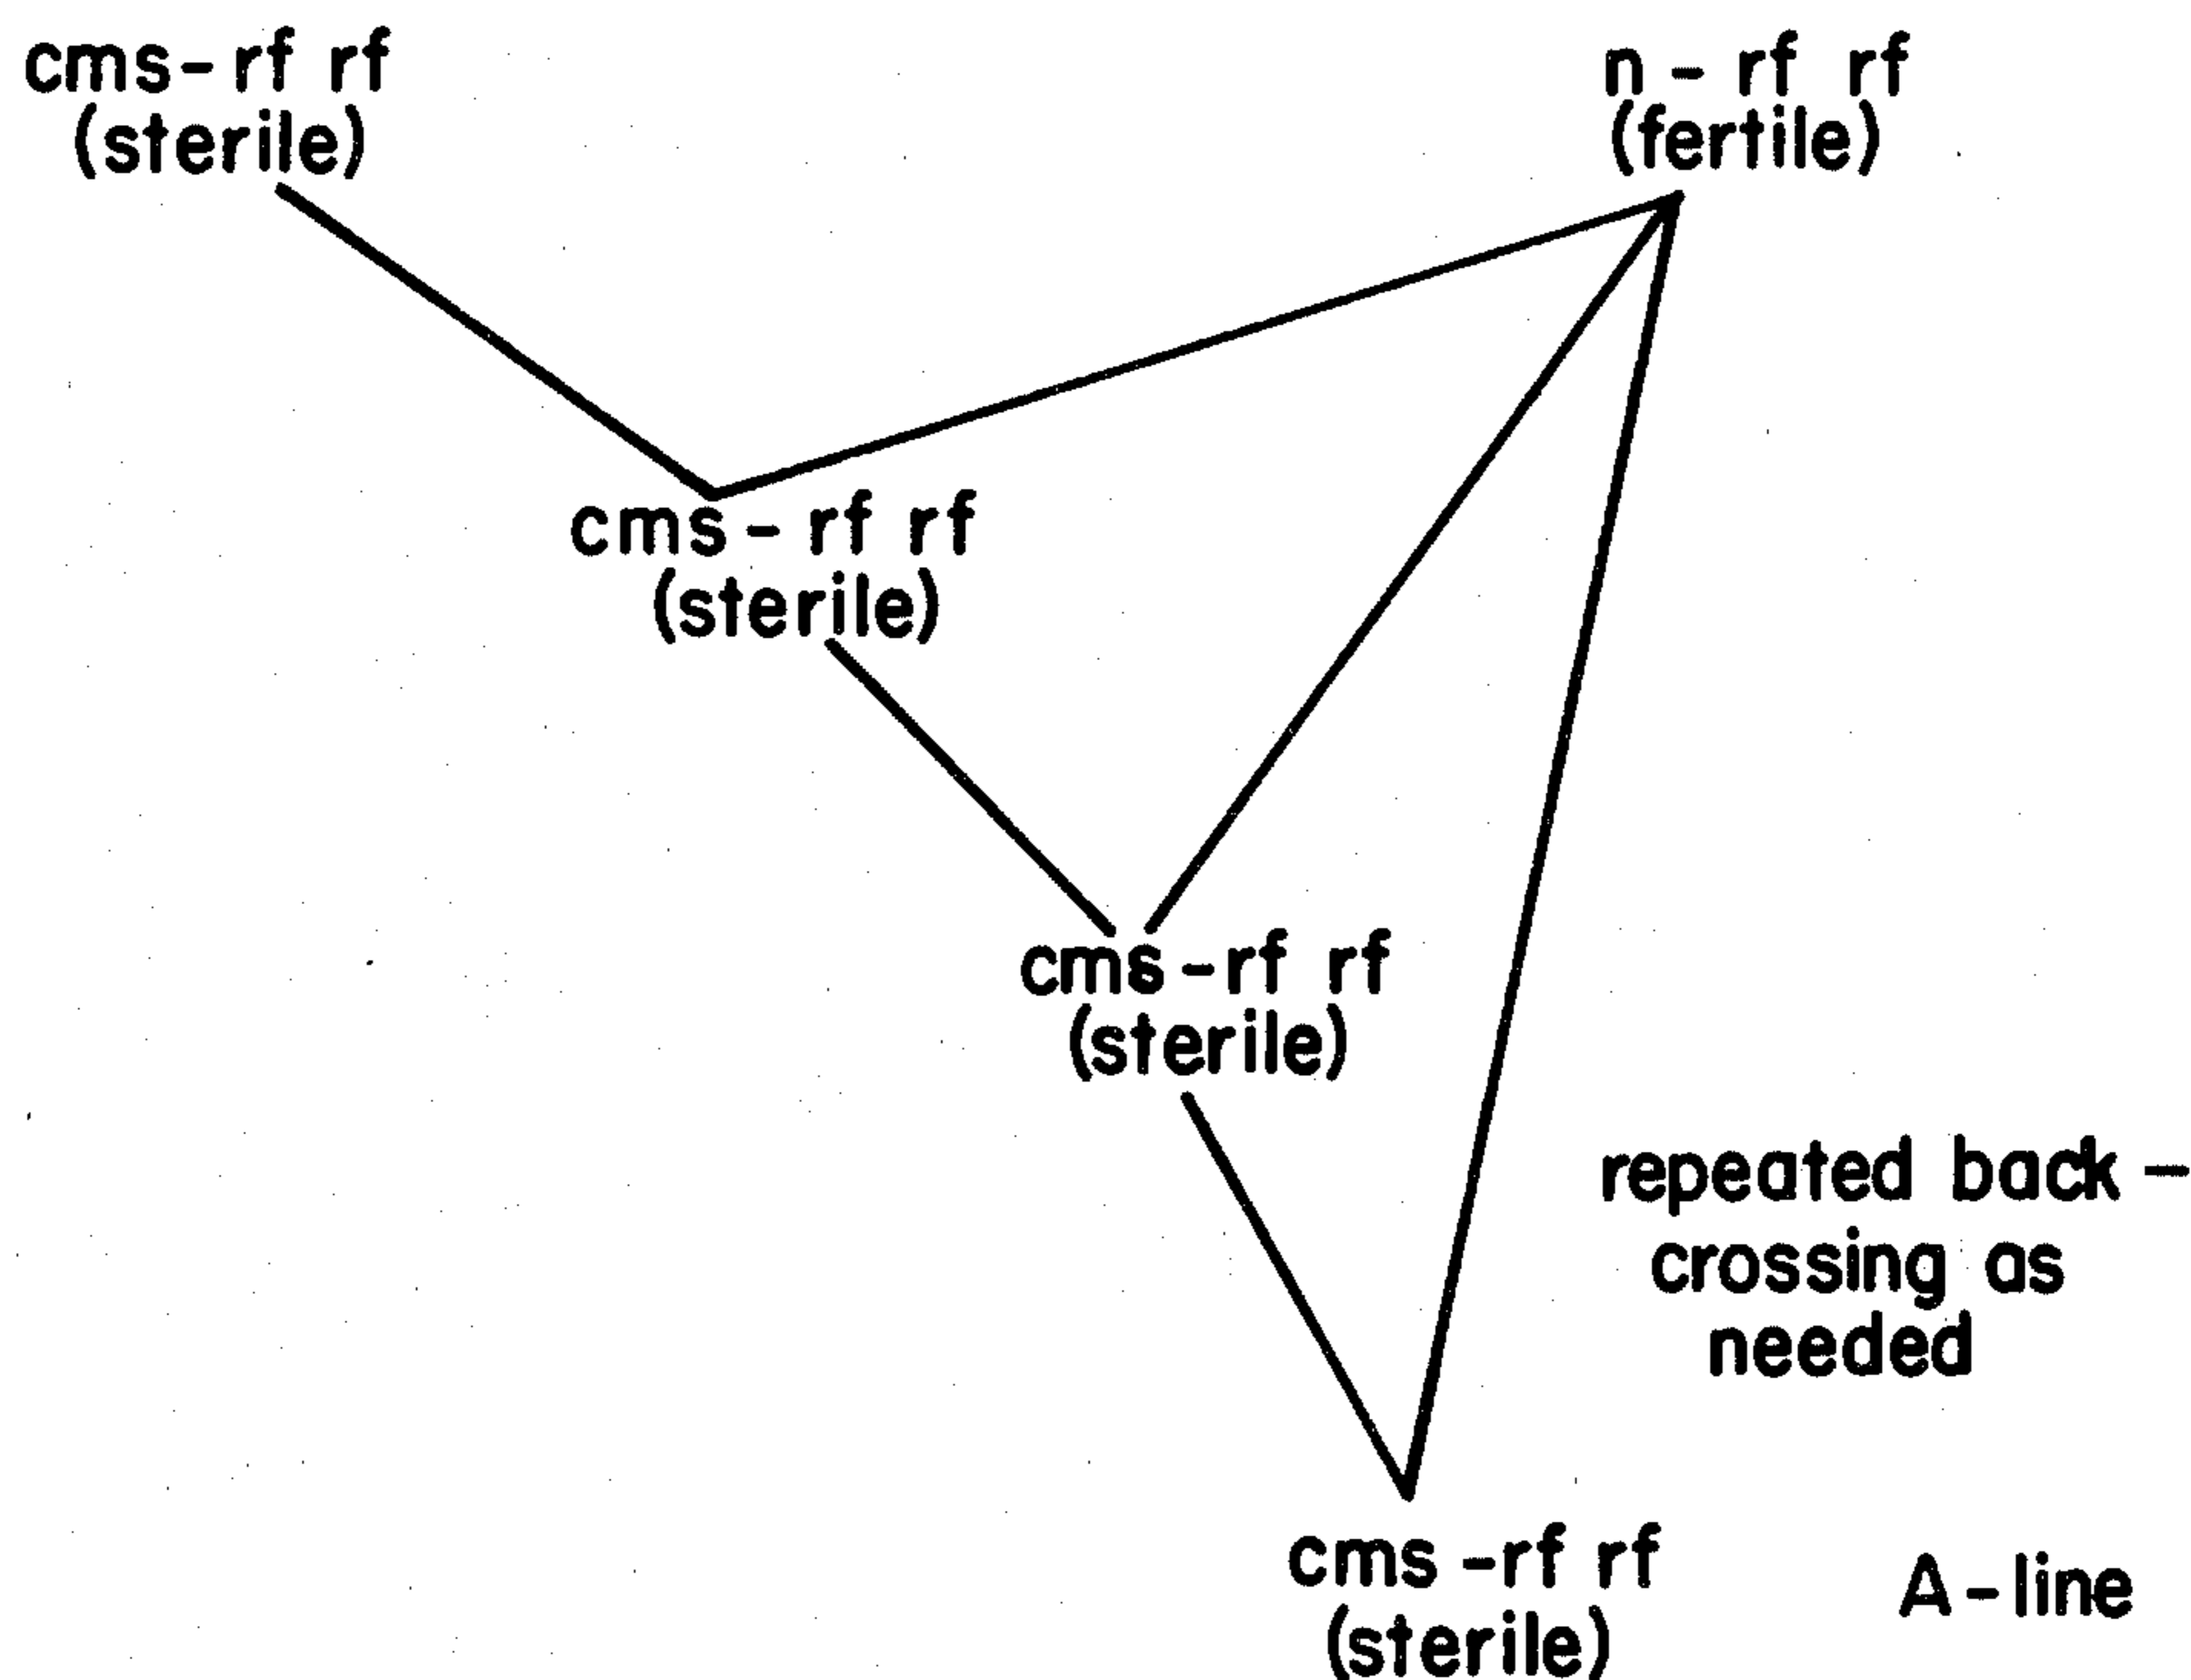 cms- rf rf
(sterile)
n - rf rf
(fertile)
cms - rf rf
(sterile)
cms -rf rf
(sterile)
repeated back -
crossing as
needed
cms -rf rf
(sterile)
A-line